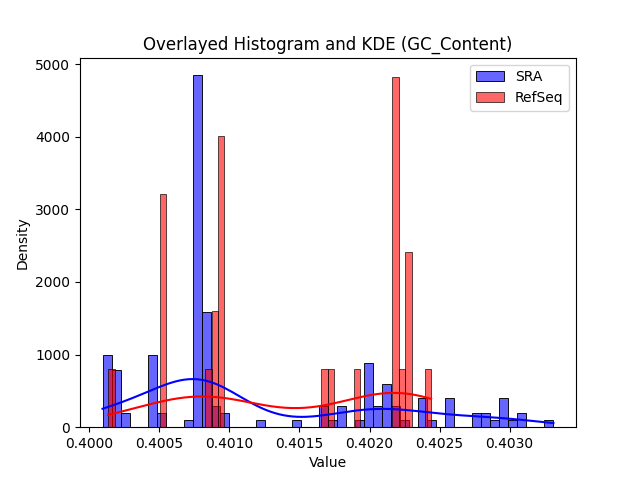 Overlayed Histogram and KDE (GC_Content)
SRA
RefSeq
5000
4000
3000
2000
1000
0
Density
0.4000 0.4005 0.4010 0.4015 0.4020 0.4025 0.4030
Value